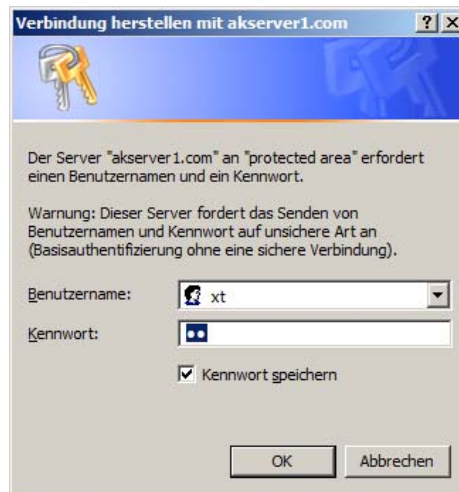 Verbindung herstellen mit akserver1.com
Der Server "akserver1.com" an "protected area" erfordert
einen Benutzernamen und ein Kennwort.
Warnung: Dieser Server fordert das Senden von
Benutzernamen und Kennwort auf unsichere Art an
(Basisauthentifizierung ohne eine sichere Verbindung).
Benutzername: xt
Kennwort: ●●
Kennwort speichern
OK Abbrechen